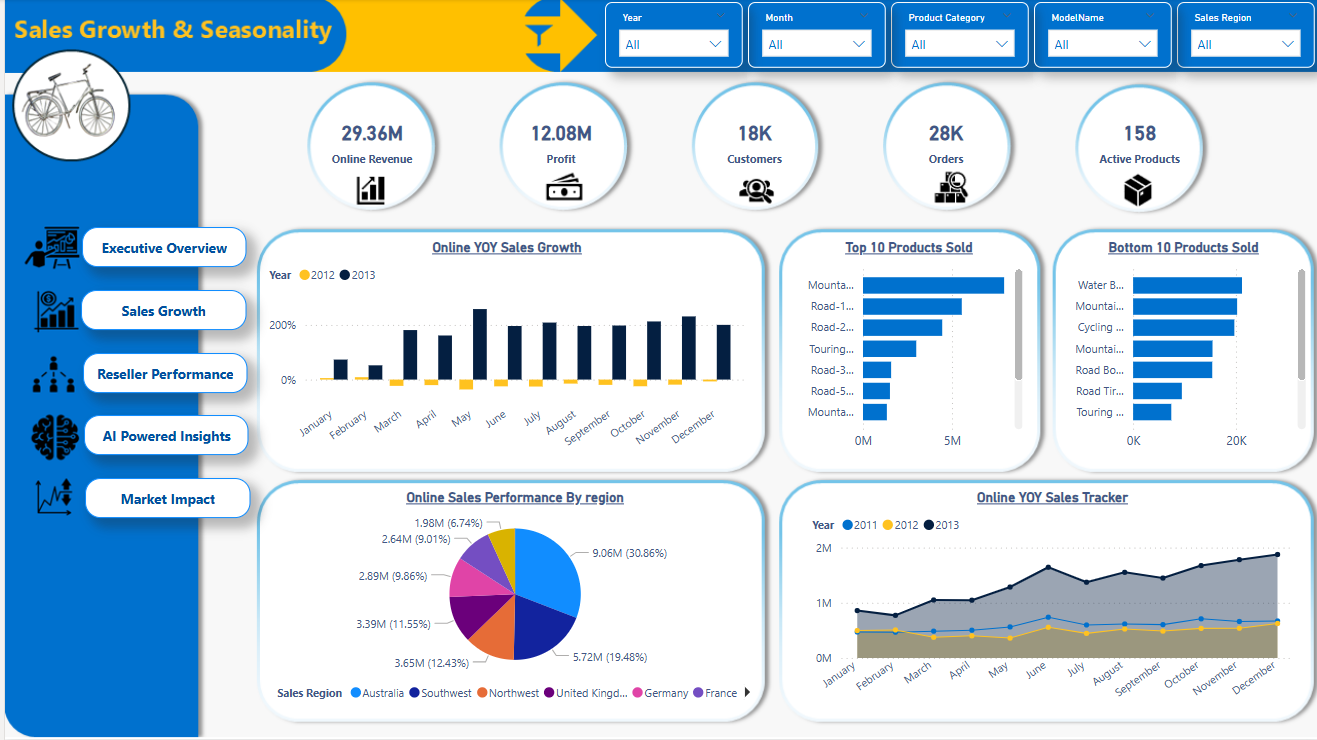 Sales Growth & Seasonality
Year
All
Month
All
Product Category
All
ModelName
All
Sales Region
All
29.36M
Online Revenue
12.08M
Profit
18K
Customers
28K
Orders
158
Active Products
Executive Overview
Sales Growth
Reseller Performance
AI Powered Insights
Market Impact
Online YOY Sales Growth
Year 2012 2013
200%
0%
January February March April May June July August September October November December
Top 10 Products Sold
Mounta...
Road-1...
Road-2...
Touring...
Road-3...
Road-5...
Mounta...
0M 5M
Bottom 10 Products Sold
Water B...
Mountai...
Cycling ...
Mountai...
Road Bo...
Road Tir...
Touring ...
0K 20K
Online Sales Performance By region
1.98M (6.74%)
2.64M (9.01%)
9.06M (30.86%)
2.89M (9.86%)
3.39M (11.55%)
3.65M (12.43%)
5.72M (19.48%)
Sales Region Australia Southwest Northwest United Kingd... Germany France
Online YOY Sales Tracker
Year 2011 2012 2013
2M
1M
0M
January February March April May June July August September October November December